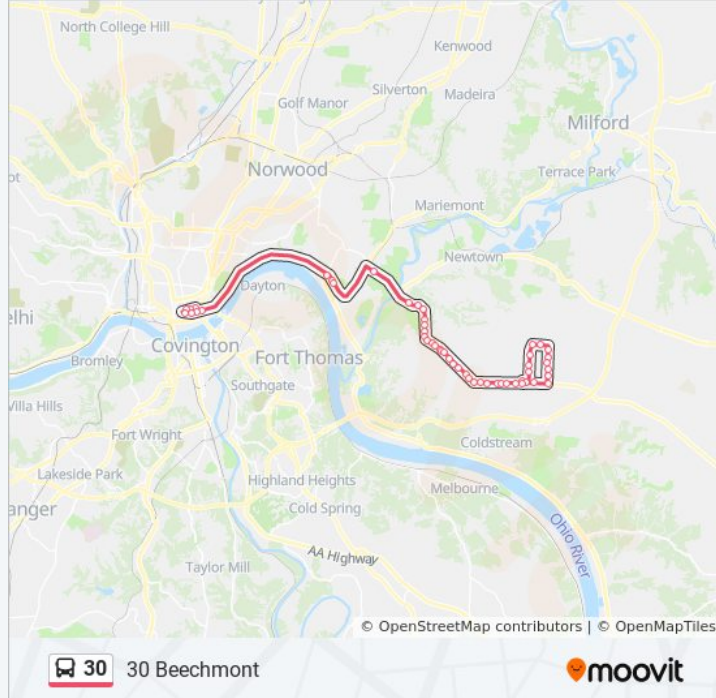 North College Hill
Kenwood
Silverton
Madeira
Golf Manor
Milford
Norwood
Terrace Park
ot
Mariemont
Newtown
Dayton
elhi
Covington
Bromley
Fort Thomas
Southgate
Villa Hills
Fort Wright
Coldstream
Lakeside Park
Highland Heights
Melbourne
anger
Cold Spring
Ohio River
AA Highway
Taylor Mill
© OpenStreetMap contributors | © OpenMapTiles
30 30 Beechmont
moovit